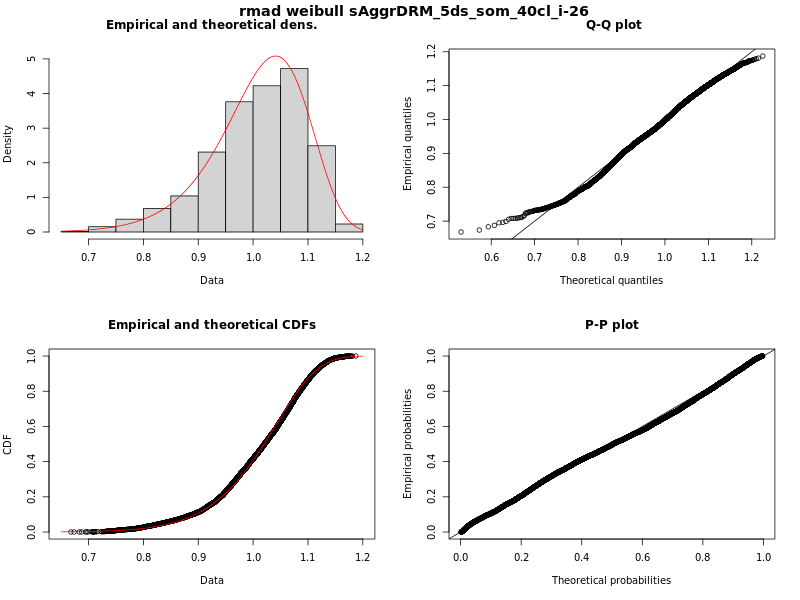 rmad weibull sAggrDRM_5ds_som_40cl_i-26
Empirical and theoretical dens.
Density
0 1 2 3 4 5
0.7 0.8 0.9 1.0 1.1 1.2
Data
Q-Q plot
Empirical quantiles
0.7 0.8 0.9 1.0 1.1 1.2
0.6 0.7 0.8 0.9 1.0 1.1 1.2
Theoretical quantiles
Empirical and theoretical CDFs
CDF
0.0 0.2 0.4 0.6 0.8 1.0
0.7 0.8 0.9 1.0 1.1 1.2
Data
P-P plot
Empirical probabilities
0.0 0.2 0.4 0.6 0.8 1.0
0.0 0.2 0.4 0.6 0.8 1.0
Theoretical probabilities